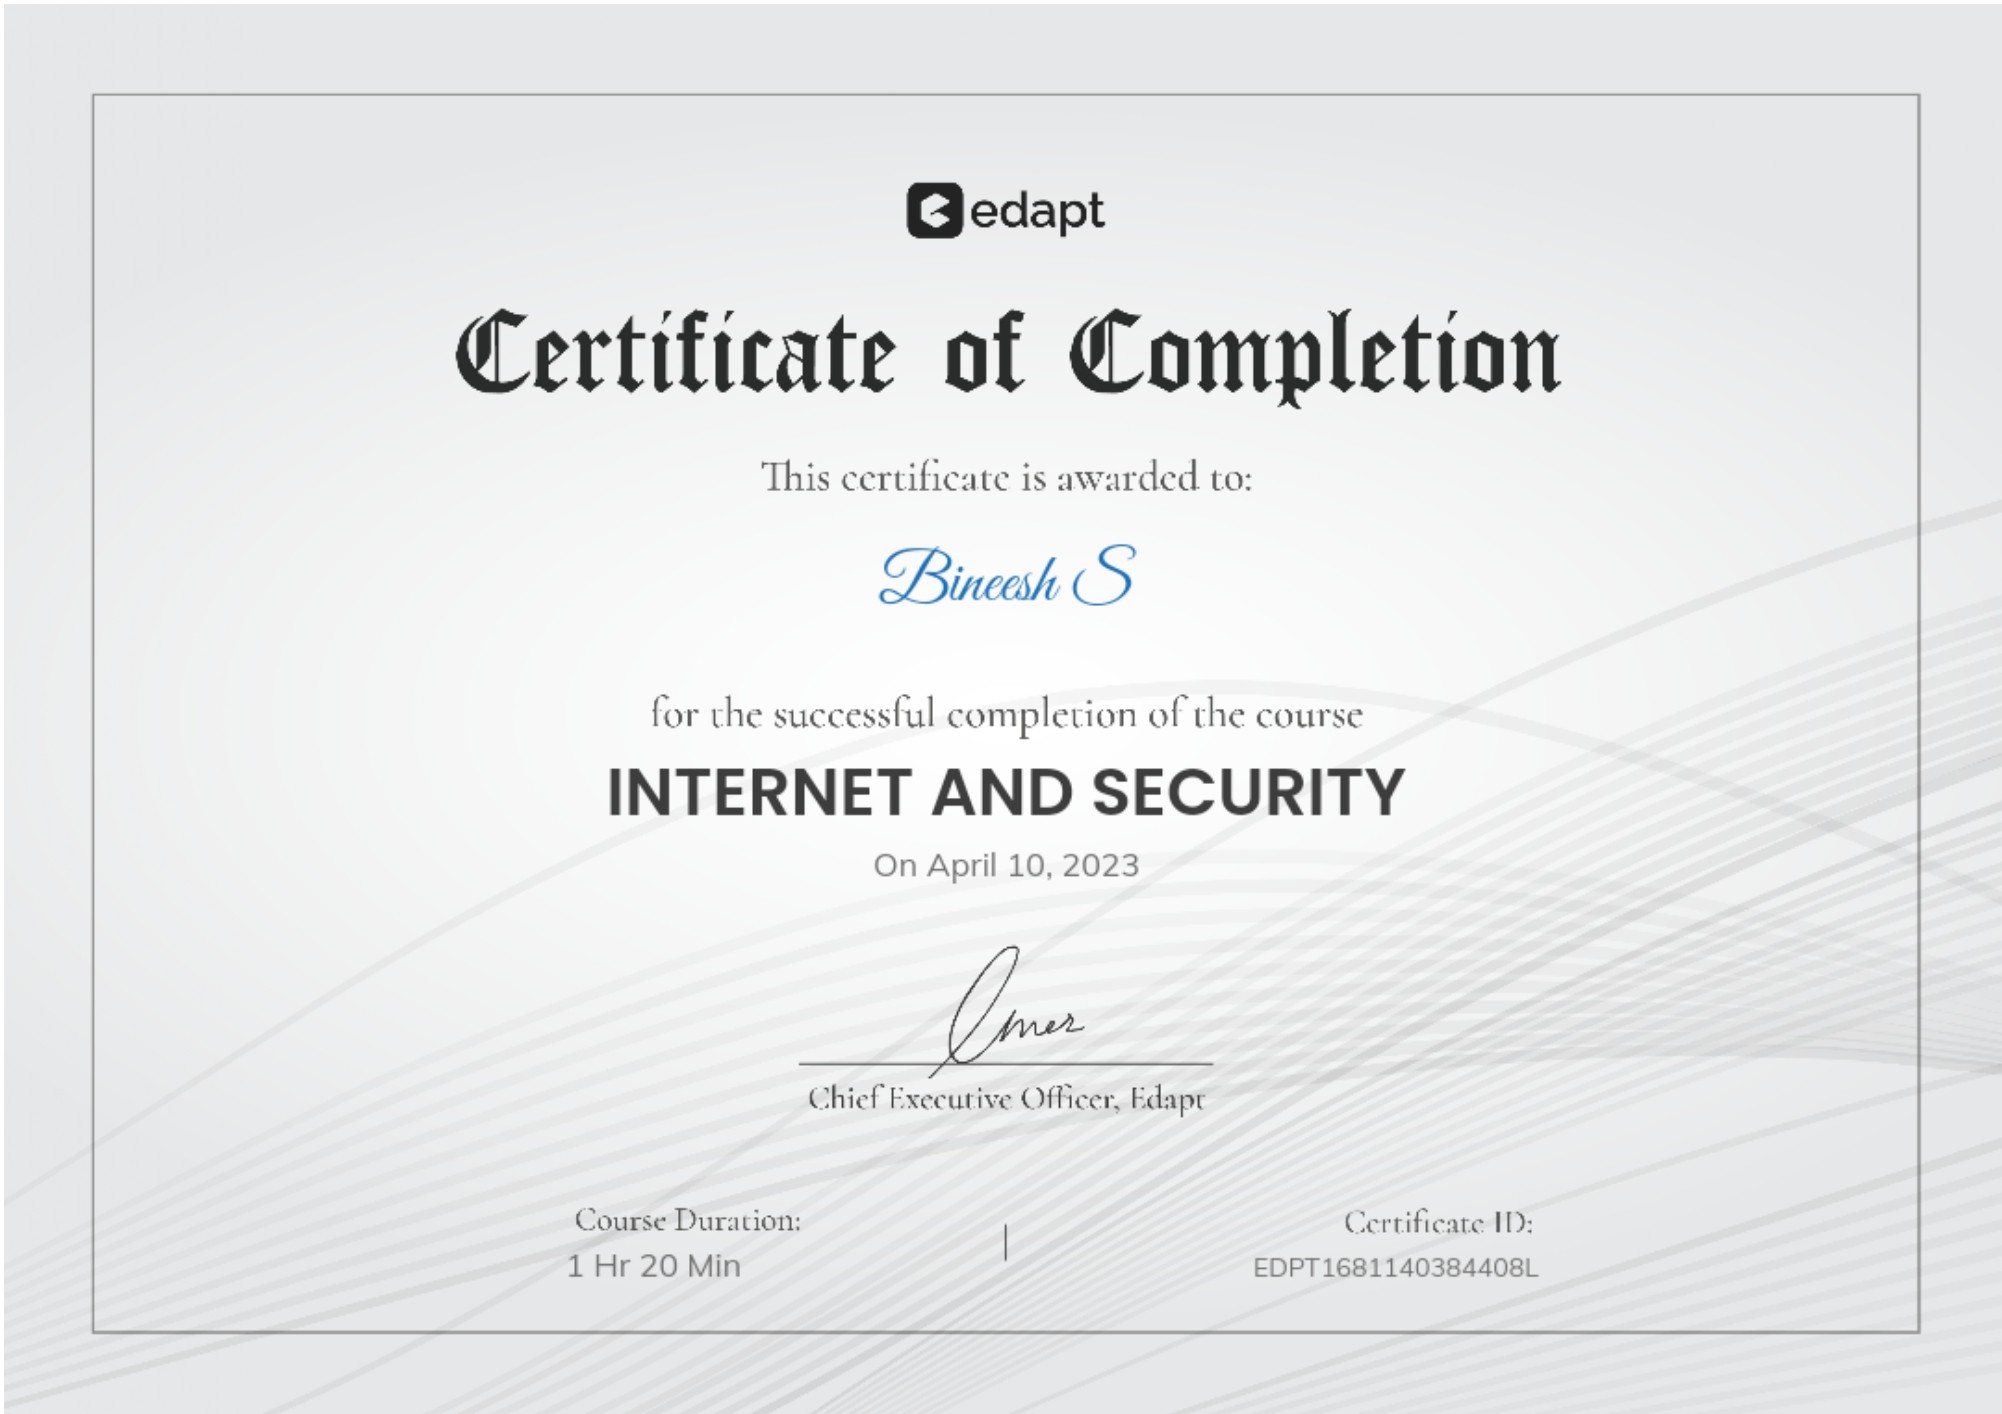 edapt
Certificate of Completion
This certificate is awarded to:
Bineesh S
for the successful completion of the course
INTERNET AND SECURITY
On April 10, 2023
Omer
Chief Executive Officer, Edapt
Course Duration:
1 Hr 20 Min
|
Certificate ID:
EDPT1681140384408L